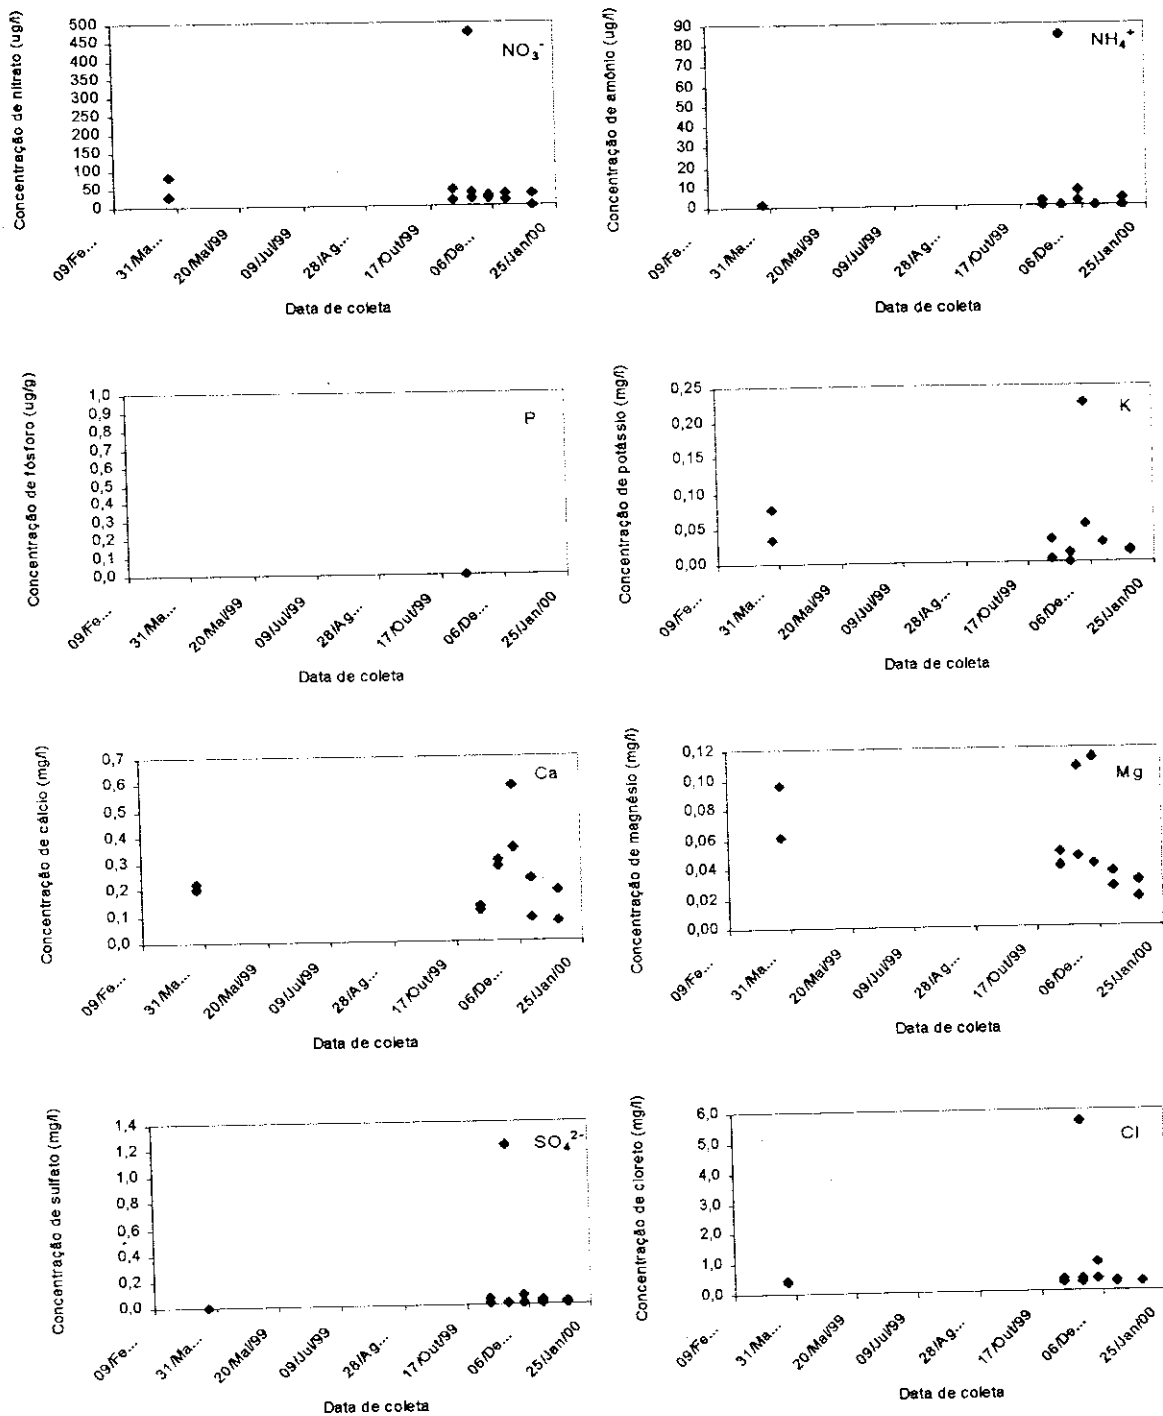 Concentração de nitrato (ug/l)
500
450
400
350
300
250
200
150
100
50
0
NO₃⁻
09/Fe...
31/Ma...
20/Mai/99
09/Jul/99
28/Ag...
17/Out/99
06/De...
25/Jan/00
Data de coleta
Concentração de amônio (ug/l)
90
80
70
60
50
40
30
20
10
0
NH₄⁺
09/Fe...
31/Ma...
20/Mai/99
09/Jul/99
28/Ag...
17/Out/99
06/De...
25/Jan/00
Data de coleta
Concentração de fósforo (ug/g)
1,0
0,9
0,8
0,7
0,6
0,5
0,4
0,3
0,2
0,1
0,0
P
09/Fe...
31/Ma...
20/Mai/99
09/Jul/99
28/Ag...
17/Out/99
06/De...
25/Jan/00
Data de coleta
Concentração de potássio (mg/l)
0,25
0,20
0,15
0,10
0,05
0,00
K
09/Fe...
31/Ma...
20/Mai/99
09/Jul/99
28/Ag...
17/Out/99
06/De...
25/Jan/00
Data de coleta
Concentração de cálcio (mg/l)
0,7
0,6
0,5
0,4
0,3
0,2
0,1
0,0
Ca
09/Fe...
31/Ma...
20/Mai/99
09/Jul/99
28/Ag...
17/Out/99
06/De...
25/Jan/00
Data de coleta
Concentração de magnésio (mg/l)
0,12
0,10
0,08
0,06
0,04
0,02
0,00
Mg
09/Fe...
31/Ma...
20/Mai/99
09/Jul/99
28/Ag...
17/Out/99
06/De...
25/Jan/00
Data de coleta
Concentração de sulfato (mg/l)
1,4
1,2
1,0
0,8
0,6
0,4
0,2
0,0
SO₄²⁻
09/Fe...
31/Ma...
20/Mai/99
09/Jul/99
28/Ag...
17/Out/99
06/De...
25/Jan/00
Data de coleta
Concentração de cloreto (mg/l)
6,0
5,0
4,0
3,0
2,0
1,0
0,0
Cl
09/Fe...
31/Ma...
20/Mai/99
09/Jul/99
28/Ag...
17/Out/99
06/De...
25/Jan/00
Data de coleta